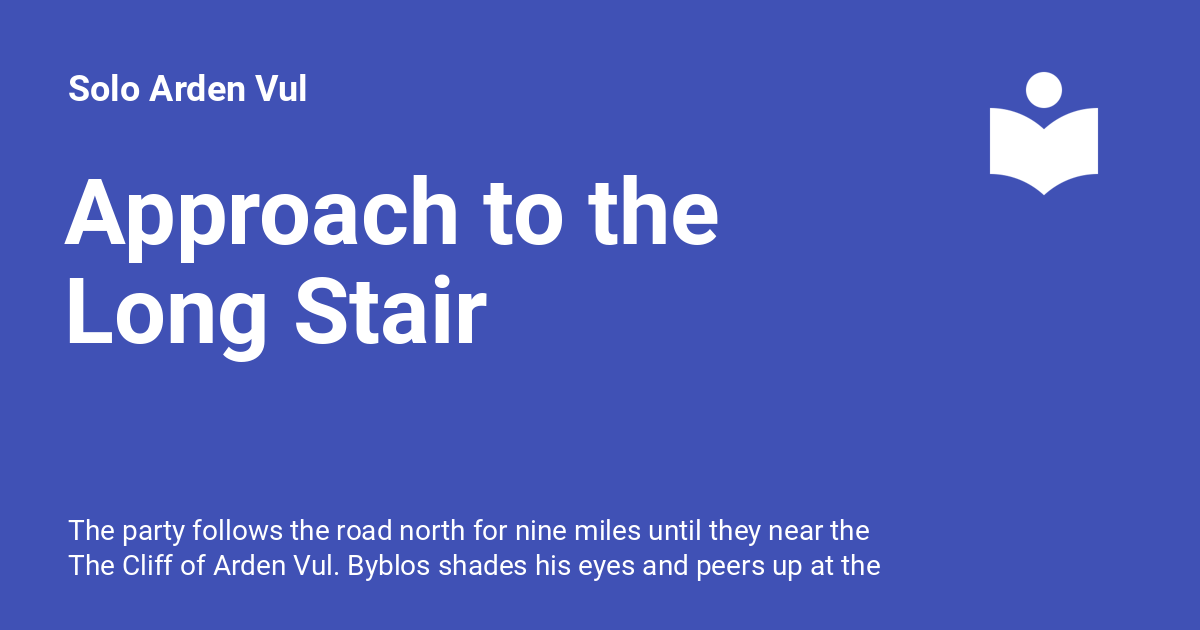 Solo Arden Vul
Approach to the
Long Stair
The party follows the road north for nine miles until they near the
The Cliff of Arden Vul. Byblos shades his eyes and peers up at the